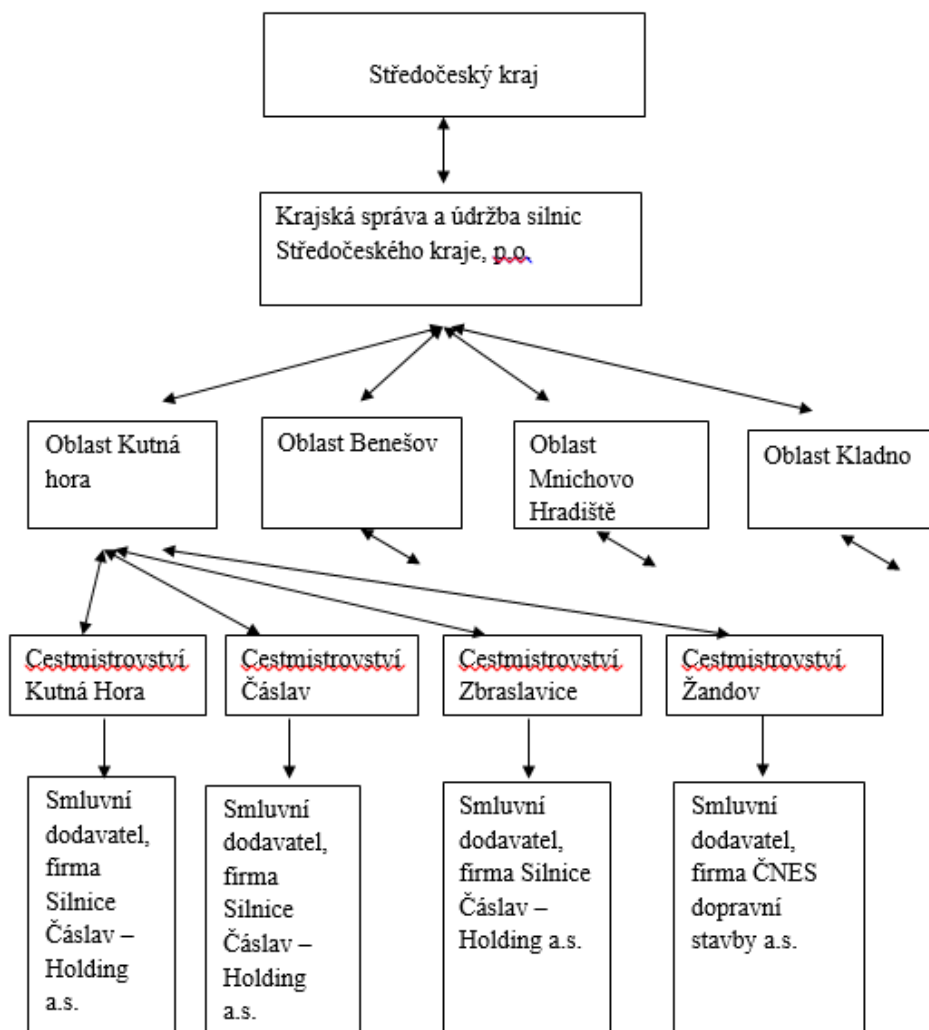 Středočeský kraj
Krajská správa a údržba silnic
Středočeského kraje, p.o.
Oblast Kutná
hora
Oblast Benešov
Oblast
Mnichovo
Hradiště
Oblast Kladno
Cestmistrovství
Kutná Hora
Cestmistrovství
Čáslav
Cestmistrovství
Zbraslavice
Cestmistrovství
Žandov
Smluvní
dodavatel,
firma
Silnice
Čáslav –
Holding
a.s.
Smluvní
dodavatel,
firma
Silnice
Čáslav –
Holding
a.s.
Smluvní
dodavatel,
firma Silnice
Čáslav –
Holding a.s.
Smluvní
dodavatel,
firma ČNES
dopravní
stavby a.s.